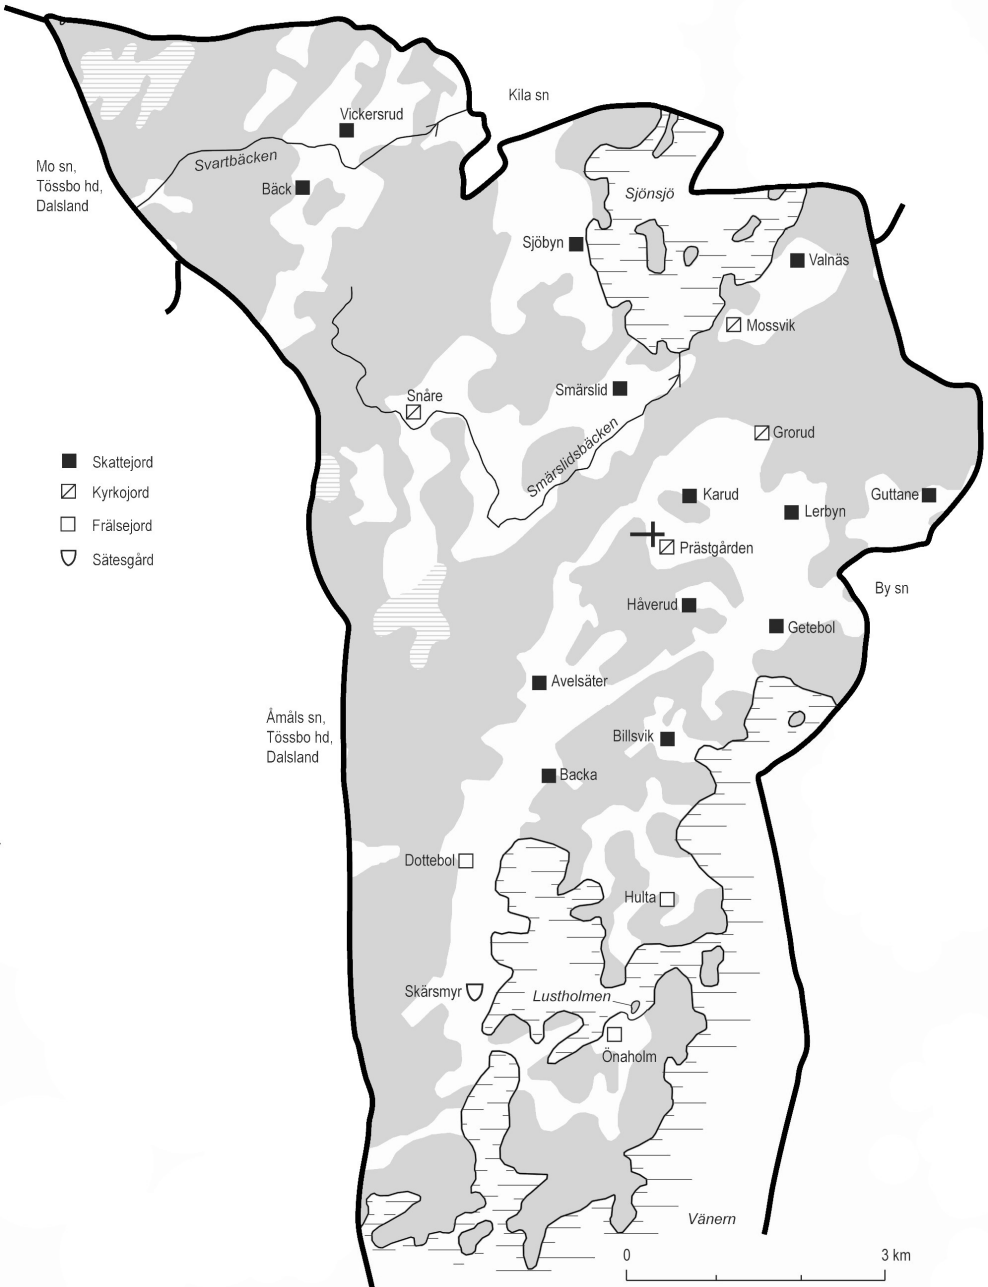 Kila sn
Vickersrud
Svartbäcken
Mo sn,
Tössbo hd,
Dalsland
Bäck
Sjönsjö
Sjöbyn
Valnäs
Mossvik
Smärslid
Snåre
Smärslidsbäcken
Grorud
Skattejord
Kyrkojord
Frälsejord
Sätesgård
Karud
Guttane
Lerbyn
Prästgården
By sn
Håverud
Getebol
Avelsäter
Åmåls sn,
Tössbo hd,
Dalsland
Billsvik
Backa
Dottebol
Hulta
Skärsmyr
Lustholmen
Önaholm
Vänern
0 3 km